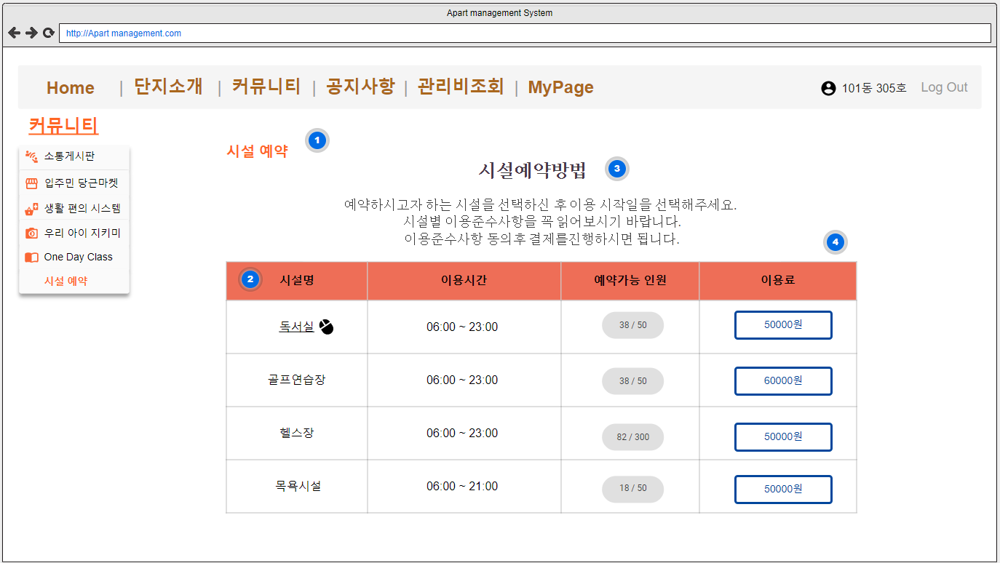 Apart management System
http://Apart management.com
Home | 단지소개 | 커뮤니티 | 공지사항 | 관리비조회 | MyPage 101동 305호 Log Out
커뮤니티
소통게시판
입주민 당근마켓
생활 편의 시스템
우리 아이 지키미
One Day Class
시설 예약
시설 예약 1
시설예약방법 3
예약하시고자 하는 시설을 선택하신 후 이용 시작일을 선택해주세요.
시설별 이용준수사항을 꼭 읽어보시기 바랍니다.
이용준수사항 동의후 결제를진행하시면 됩니다.
4
2 시설명 이용시간 예약가능 인원 이용료
독서실 06:00 ~ 23:00 38 / 50 50000원
골프연습장 06:00 ~ 23:00 38 / 50 60000원
헬스장 06:00 ~ 23:00 82 / 300 50000원
목욕시설 06:00 ~ 21:00 18 / 50 50000원